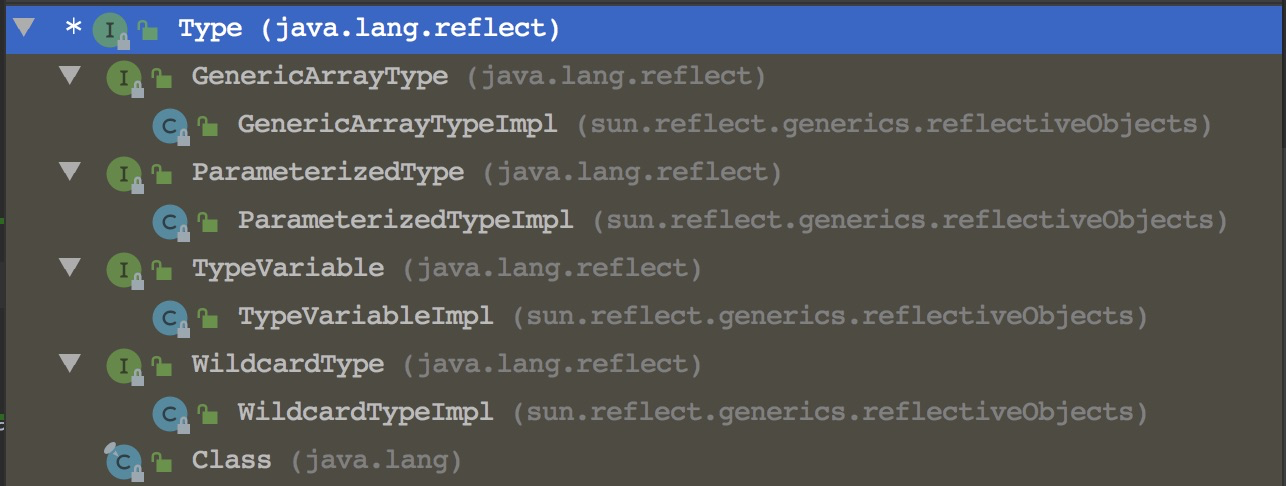 * I Type (java.lang.reflect)
I GenericArrayType (java.lang.reflect)
C GenericArrayTypeImpl (sun.reflect.generics.reflectiveObjects)
I ParameterizedType (java.lang.reflect)
C ParameterizedTypeImpl (sun.reflect.generics.reflectiveObjects)
I TypeVariable (java.lang.reflect)
C TypeVariableImpl (sun.reflect.generics.reflectiveObjects)
I WildcardType (java.lang.reflect)
C WildcardTypeImpl (sun.reflect.generics.reflectiveObjects)
C Class (java.lang)